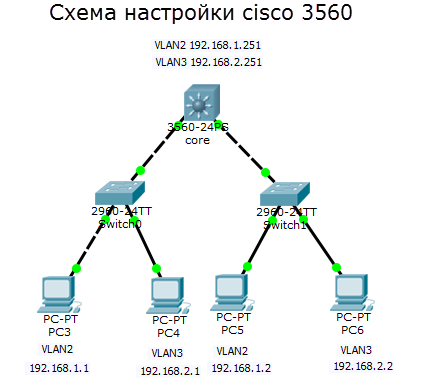 Схема настройки cisco 3560
VLAN2 192.168.1.251
VLAN3 192.168.2.251
3560-24PS
core
2960-24TT
Switch0
2960-24TT
Switch1
PC-PT
PC3
PC-PT
PC4
PC-PT
PC5
PC-PT
PC6
VLAN2
192.168.1.1
VLAN3
192.168.2.1
VLAN2
192.168.1.2
VLAN3
192.168.2.2